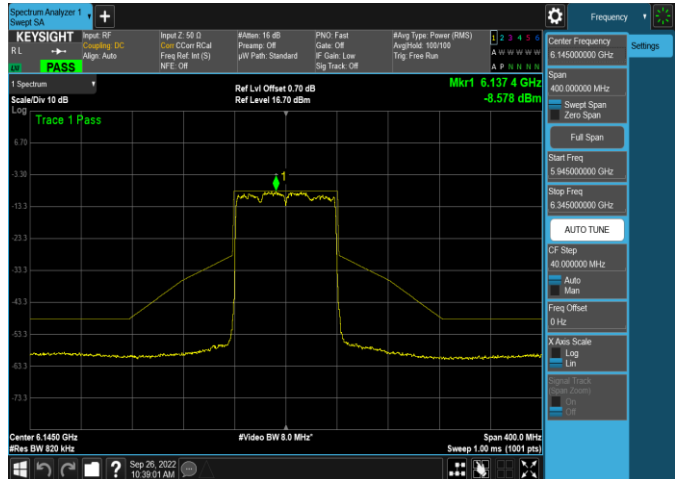 Spectrum Analyzer 1
Swept SA
Frequency
KEYSIGHT
RL
LW
PASS
Input: RF
Coupling: DC
Align: Auto
Input Z: 50 Ω
Corr CCorr RCal
Freq Ref: Int (S)
NFE: Off
#Atten: 16 dB
Preamp: Off
µW Path: Standard
PNO: Fast
Gate: Off
IF Gain: Low
Sig Track: Off
#Avg Type: Power (RMS)
Avg|Hold: 100/100
Trig: Free Run
1 2 3 4 5 6
A W W W W W
A P N N N N
1 Spectrum
Scale/Div 10 dB
Ref Lvl Offset 0.70 dB
Ref Level 16.70 dBm
Mkr1 6.137 4 GHz
-8.578 dBm
Log
Trace 1 Pass
6.70
-3.30
-13.3
-23.3
-33.3
-43.3
-53.3
-63.3
-73.3
1
Center 6.1450 GHz
#Res BW 820 kHz
#Video BW 8.0 MHz*
Span 400.0 MHz
Sweep 1.00 ms (1001 pts)
Sep 26, 2022
10:39:01 AM
?
Center Frequency
6.145000000 GHz
Span
400.000000 MHz
Swept Span
Zero Span
Full Span
Start Freq
5.945000000 GHz
Stop Freq
6.345000000 GHz
AUTO TUNE
CF Step
40.000000 MHz
Auto
Man
Freq Offset
0 Hz
X Axis Scale
Log
Lin
Signal Track
(Span Zoom)
On
Off
Settings